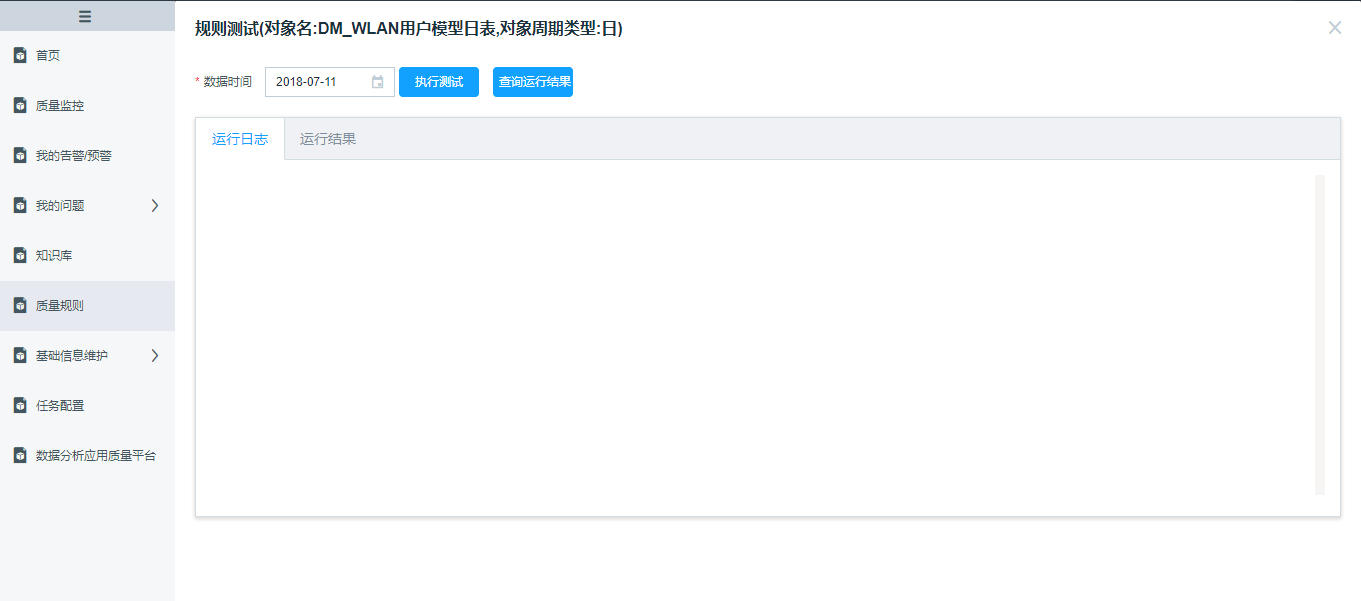 首页
质量监控
我的告警/预警
我的问题
知识库
质量规则
基础信息维护
任务配置
数据分析应用质量平台
规则测试(对象名:DM_WLAN用户模型日表,对象周期类型:日)
* 数据时间 2018-07-11 执行测试 查询运行结果
运行日志 运行结果